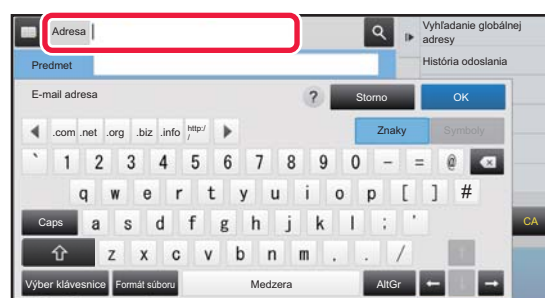 Adresa
Vyhľadanie globálnej
adresy
Predmet
História odoslania
E-mail adresa
?
Storno
OK
.com .net .org .biz .info http:/
/
Znaky
Symboly
` 1 2 3 4 5 6 7 8 9 0 - = @
q w e r t y u i o p [ ] #
Caps a s d f g h j k l ; '
CA
z x c v b n m , . /
Výber klávesnice Formát súboru Medzera AltGr